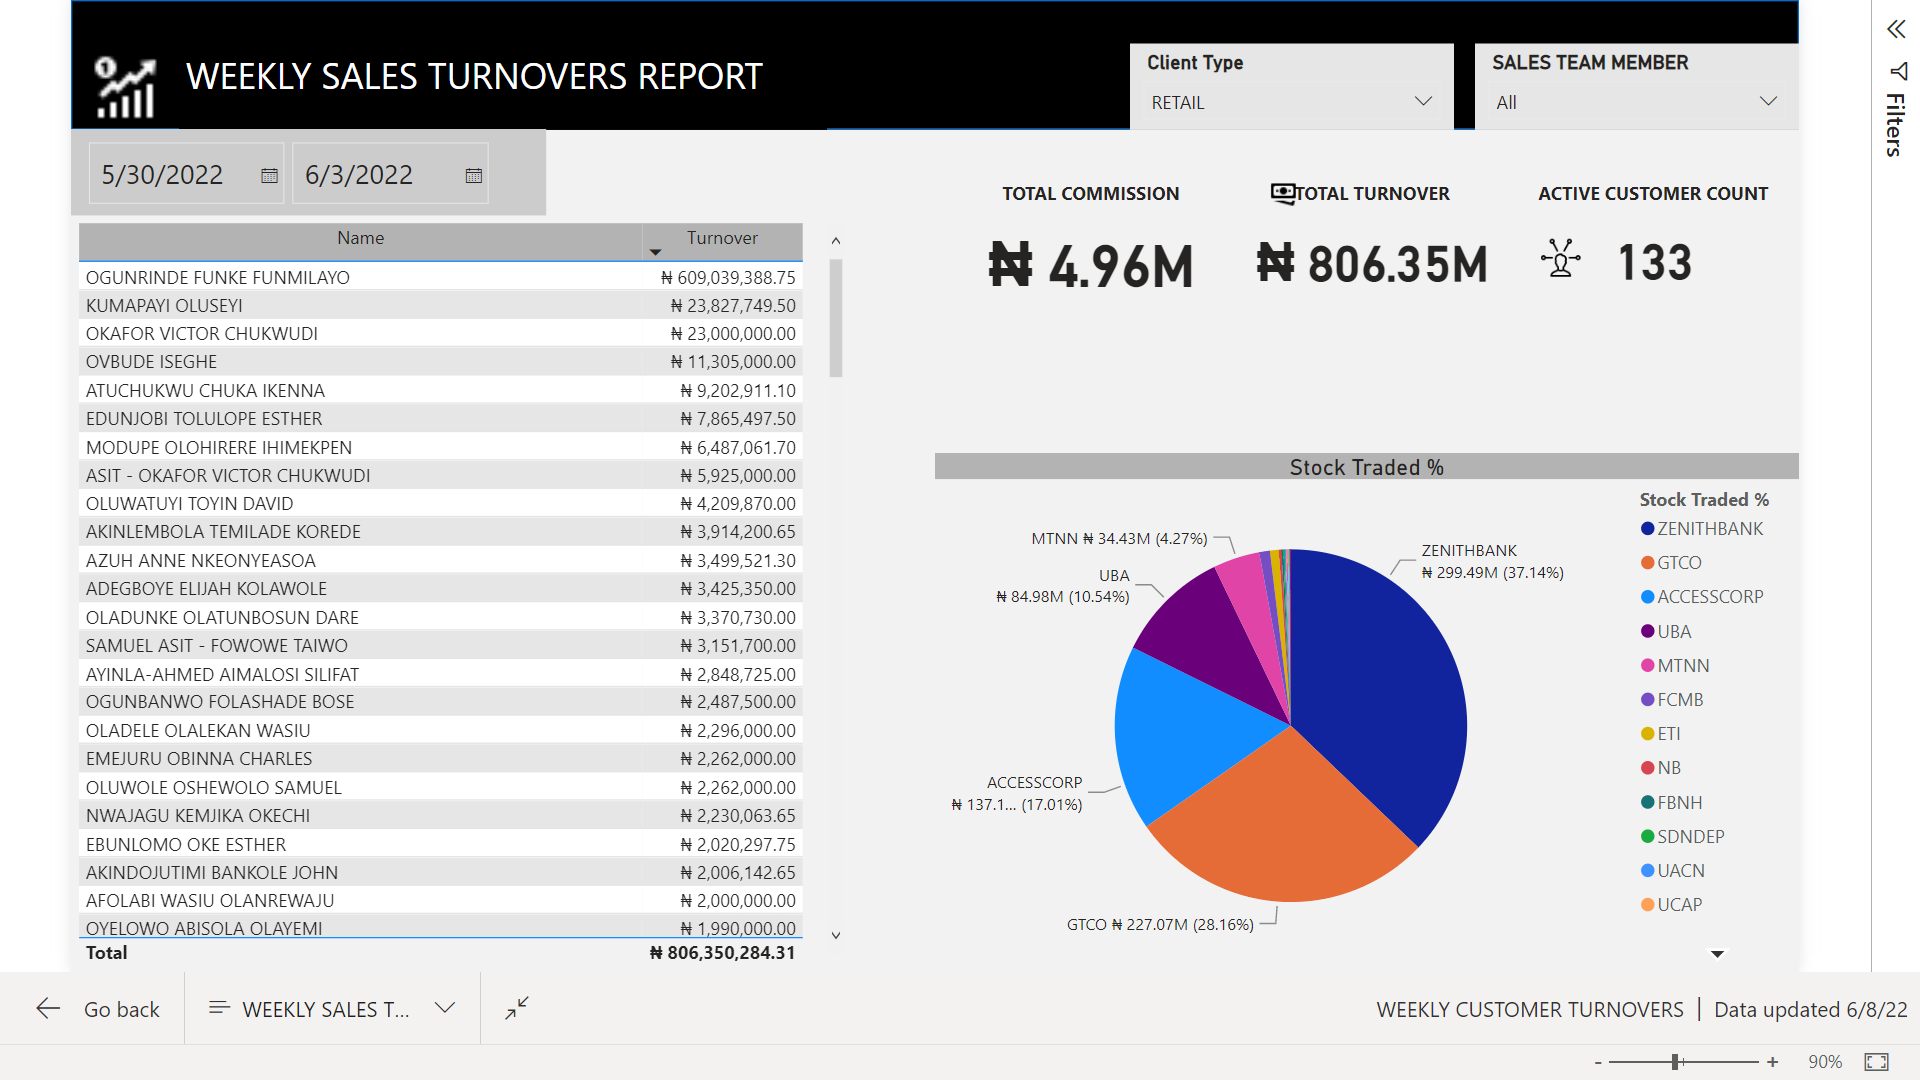 WEEKLY SALES TURNOVERS REPORT
Client Type
RETAIL
SALES TEAM MEMBER
All
Filters
5/30/2022
6/3/2022
TOTAL COMMISSION
₦ 4.96M
TOTAL TURNOVER
₦ 806.35M
ACTIVE CUSTOMER COUNT
133
Name Turnover
OGUNRINDE FUNKE FUNMILAYO ₦ 609,039,388.75
KUMAPAYI OLUSEYI ₦ 23,827,749.50
OKAFOR VICTOR CHUKWUDI ₦ 23,000,000.00
OVBUDE ISEGHE ₦ 11,305,000.00
ATUCHUKWU CHUKA IKENNA ₦ 9,202,911.10
EDUNJOBI TOLULOPE ESTHER ₦ 7,865,497.50
MODUPE OLOHIRERE IHIMEKPEN ₦ 6,487,061.70
ASIT - OKAFOR VICTOR CHUKWUDI ₦ 5,925,000.00
OLUWATUYI TOYIN DAVID ₦ 4,209,870.00
AKINLEMBOLA TEMILADE KOREDE ₦ 3,914,200.65
AZUH ANNE NKEONYEASOA ₦ 3,499,521.30
ADEGBOYE ELIJAH KOLAWOLE ₦ 3,425,350.00
OLADUNKE OLATUNBOSUN DARE ₦ 3,370,730.00
SAMUEL ASIT - FOWOWE TAIWO ₦ 3,151,700.00
AYINLA-AHMED AIMALOSI SILIFAT ₦ 2,848,725.00
OGUNBANWO FOLASHADE BOSE ₦ 2,487,500.00
OLADELE OLALEKAN WASIU ₦ 2,296,000.00
EMEJURU OBINNA CHARLES ₦ 2,262,000.00
OLUWOLE OSHEWOLO SAMUEL ₦ 2,262,000.00
NWAJAGU KEMJIKA OKECHI ₦ 2,230,063.65
EBUNLOMO OKE ESTHER ₦ 2,020,297.75
AKINDOJUTIMI BANKOLE JOHN ₦ 2,006,142.65
AFOLABI WASIU OLANREWAJU ₦ 2,000,000.00
OYELOWO ABISOLA OLAYEMI ₦ 1,990,000.00
Total ₦ 806,350,284.31
Stock Traded %
MTNN ₦ 34.43M (4.27%)
UBA
₦ 84.98M (10.54%)
ACCESSCORP
₦ 137.1... (17.01%)
GTCO ₦ 227.07M (28.16%)
ZENITHBANK
₦ 299.49M (37.14%)
Stock Traded %
ZENITHBANK
GTCO
ACCESSCORP
UBA
MTNN
FCMB
ETI
NB
FBNH
SDNDEP
UACN
UCAP
Go back
WEEKLY SALES T...
WEEKLY CUSTOMER TURNOVERS | Data updated 6/8/22
- + 90%